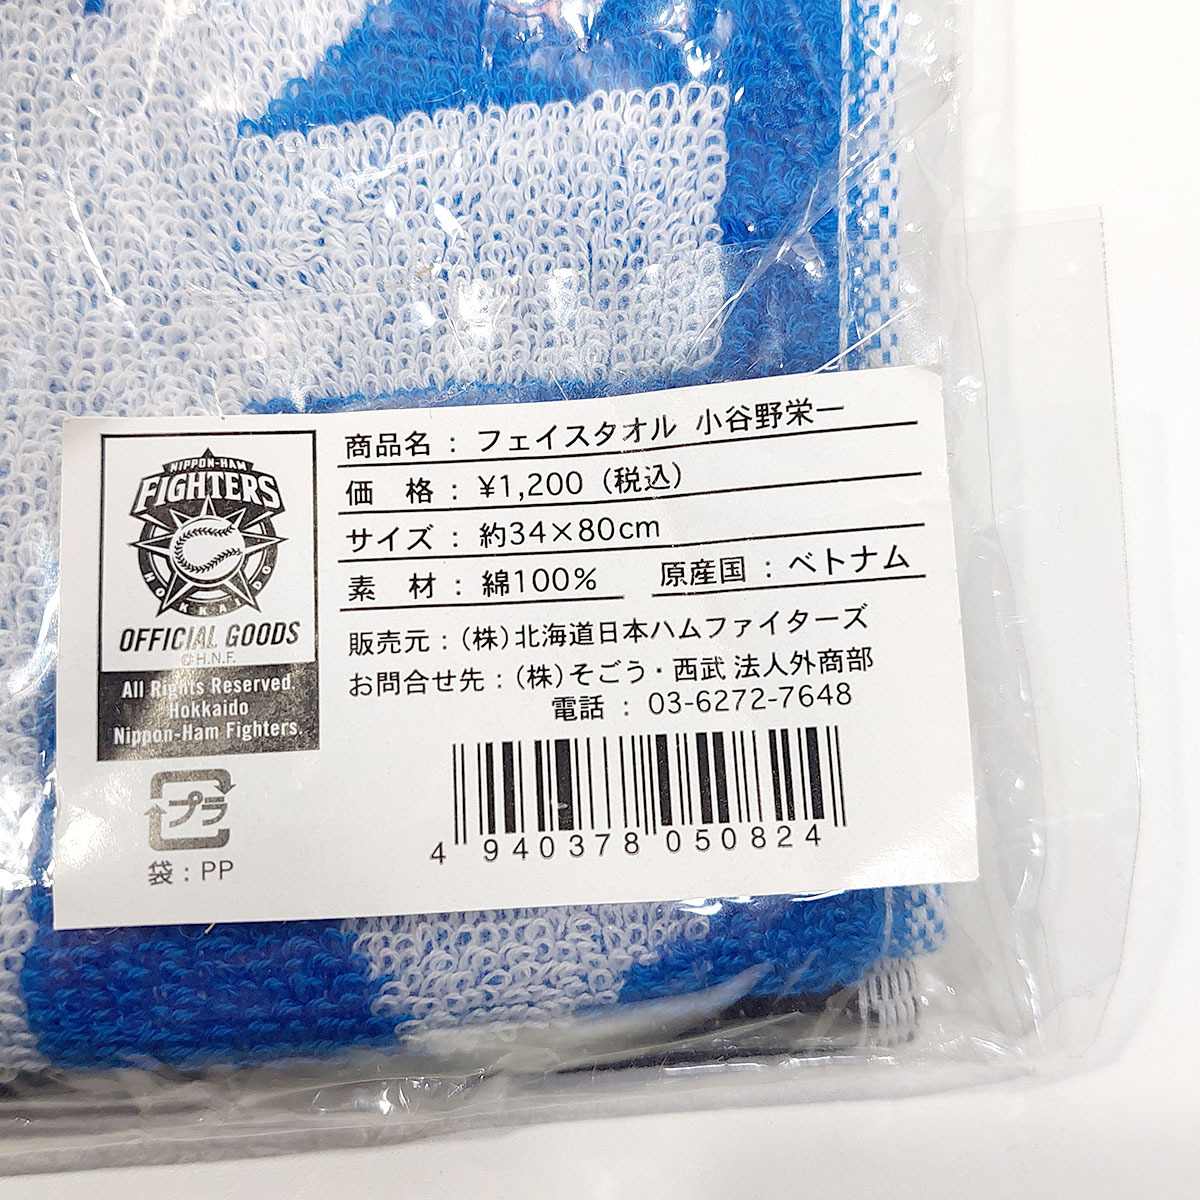 NIPPON-HAM
FIGHTERS
HOKKAIDO
OFFICIAL GOODS
©H.N.F.
All Rights Reserved.
Hokkaido
Nippon-Ham Fighters.
プラ
袋：PP
商品名：フェイスタオル 小谷野栄一
価　格：¥1,200（税込）
サイズ：約34×80cm
素　材：綿100%　原産国：ベトナム
販売元：（株）北海道日本ハムファイターズ
お問合せ先：（株）そごう・西武 法人外商部
電話：03-6272-7648
4 940378 050824